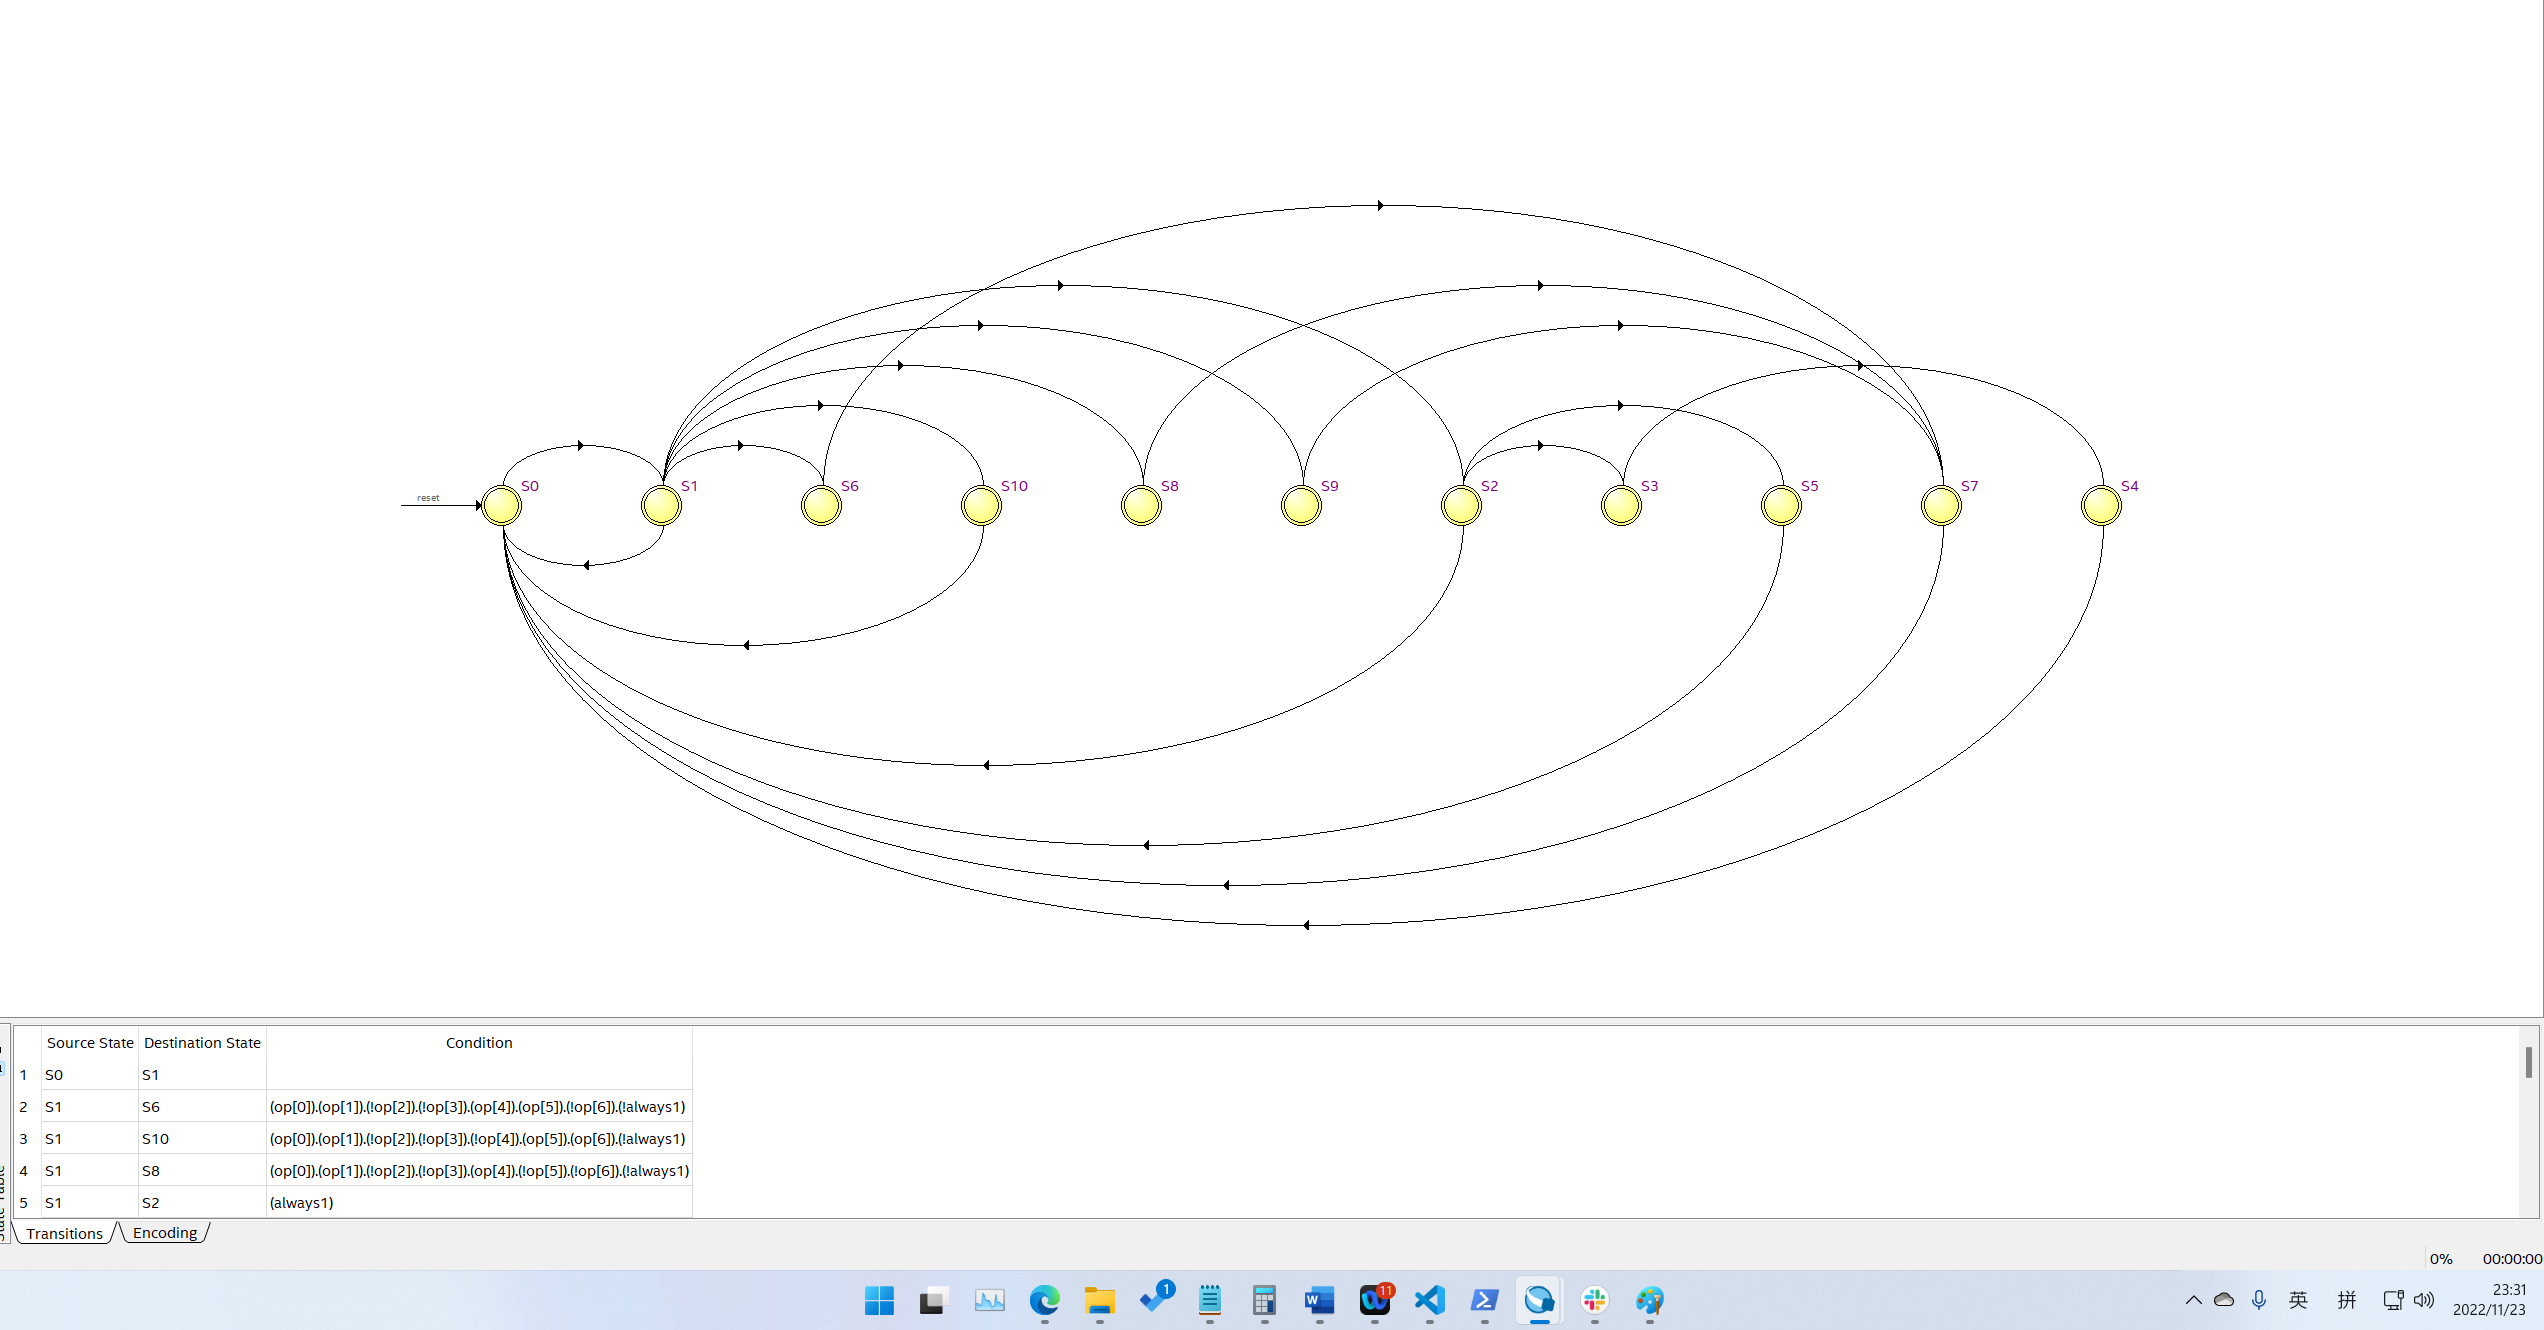 reset
S0
S1
S6
S10
S8
S9
S2
S3
S5
S7
S4
Source State Destination State Condition
1 S0 S1
2 S1 S6 (op[0]).(op[1]).(!op[2]).(!op[3]).(op[4]).(op[5]).(!op[6]).(!always1)
3 S1 S10 (op[0]).(op[1]).(!op[2]).(!op[3]).(!op[4]).(op[5]).(op[6]).(!always1)
4 S1 S8 (op[0]).(op[1]).(!op[2]).(!op[3]).(op[4]).(!op[5]).(!op[6]).(!always1)
5 S1 S2 (always1)
Transitions Encoding
0% 00:00:00
1
W
11
英
拼
23:31
2022/11/23